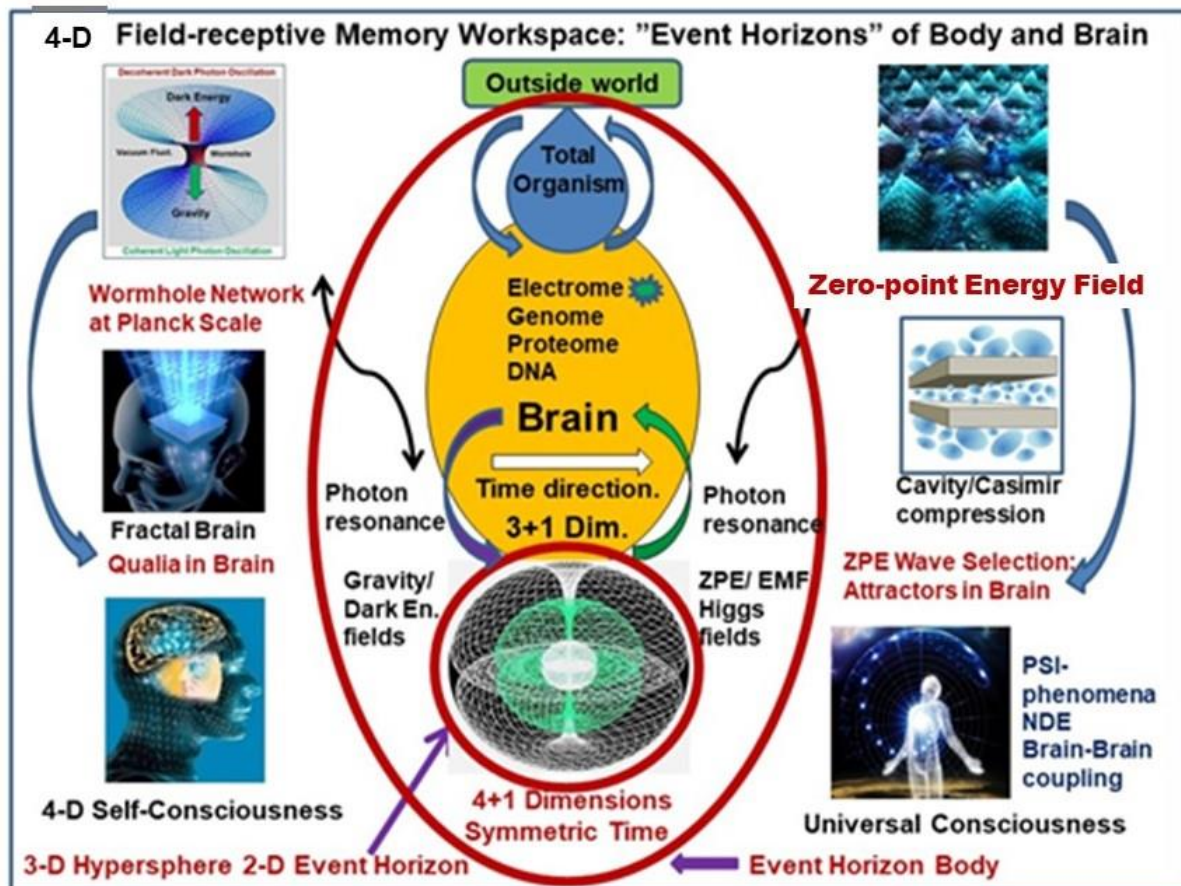 4-D Field-receptive Memory Workspace: ”Event Horizons” of Body and Brain
Decoherent Dark Photon Oscillation
Dark Energy
Vacuum Fluct. Wormhole
Gravity
Coherent Light Photon Oscillation
Wormhole Network
at Planck Scale
Fractal Brain
Qualia in Brain
4-D Self-Consciousness
3-D Hypersphere 2-D Event Horizon
Outside world
Total
Organism
Electrome
Genome
Proteome
DNA
Brain
Time direction.
3+1 Dim.
Photon
resonance
Gravity/
Dark En.
fields
Photon
resonance
ZPE/ EMF
Higgs
fields
4+1 Dimensions
Symmetric Time
Event Horizon Body
Zero-point Energy Field
Cavity/Casimir
compression
ZPE Wave Selection:
Attractors in Brain
PSI-
phenomena
NDE
Brain-Brain
coupling
Universal Consciousness